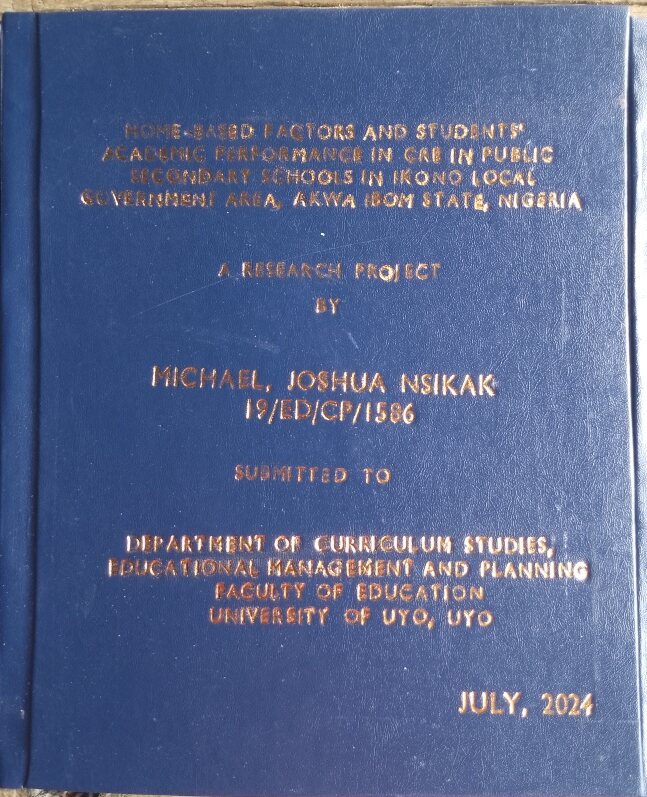 HOME-BASED FACTORS AND STUDENTS'
ACADEMIC PERFORMANCE IN CRS IN PUBLIC
SECONDARY SCHOOLS IN IKONO LOCAL
GOVERNMENT AREA, AKWA IBOM STATE, NIGERIA
A RESEARCH PROJECT
BY
MICHAEL, JOSHUA NSIKAK
19/ED/CP/1586
SUBMITTED TO
DEPARTMENT OF CURRICULUM STUDIES,
EDUCATIONAL MANAGEMENT AND PLANNING
FACULTY OF EDUCATION
UNIVERSITY OF UYO, UYO
JULY, 2024